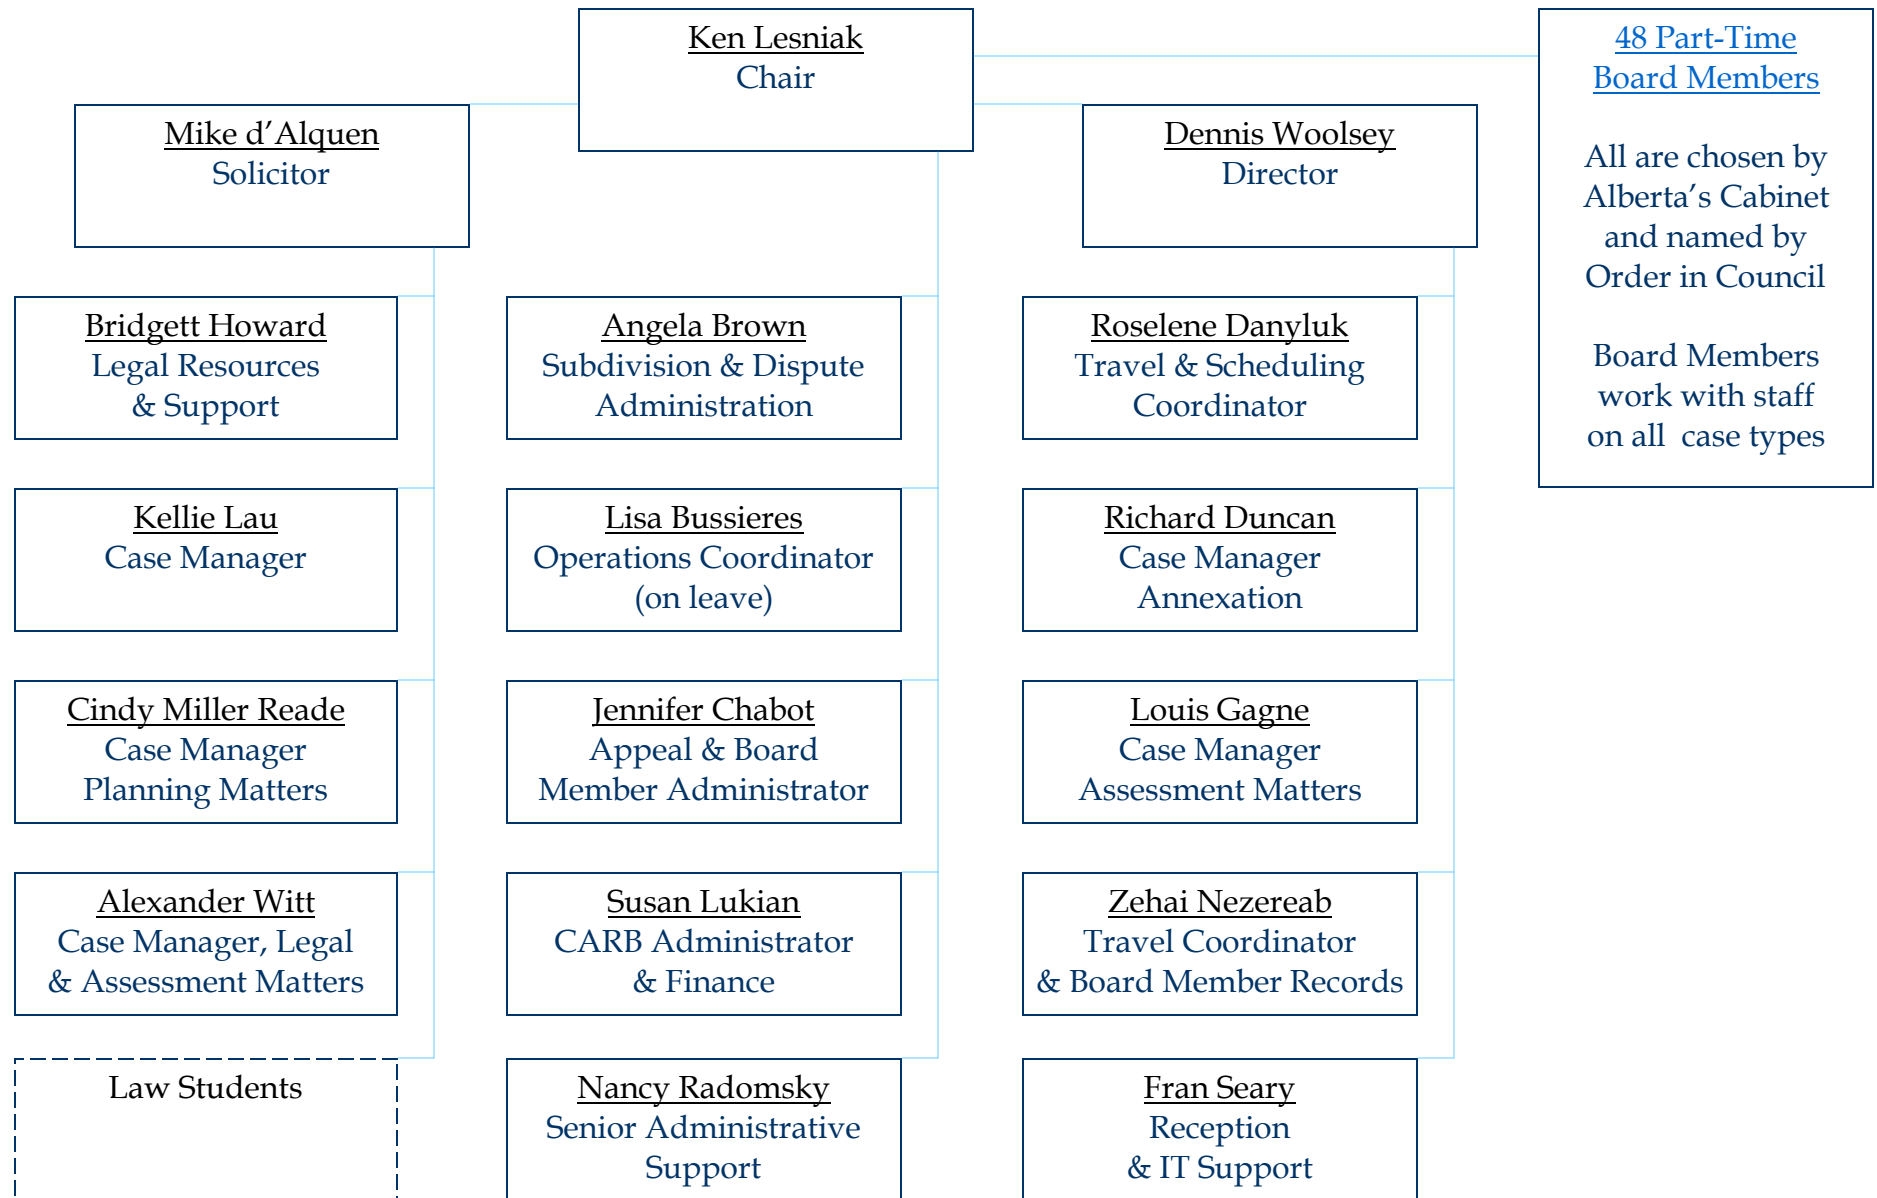 Ken Lesniak
Chair
48 Part-Time
Board Members
All are chosen by
Alberta’s Cabinet
and named by
Order in Council
Board Members
work with staff
on all  case types
Mike d’Alquen
Solicitor
Dennis Woolsey
Director
Bridgett Howard
Legal Resources
& Support
Angela Brown
Subdivision & Dispute
Administration
Roselene Danyluk
Travel & Scheduling
Coordinator
Kellie Lau
Case Manager
Lisa Bussieres
Operations Coordinator
(on leave)
Richard Duncan
Case Manager
Annexation
Cindy Miller Reade
Case Manager
Planning Matters
Jennifer Chabot
Appeal & Board
Member Administrator
Louis Gagne
Case Manager
Assessment Matters
Alexander Witt
Case Manager, Legal
& Assessment Matters
Susan Lukian
CARB Administrator
& Finance
Zehai Nezereab
Travel Coordinator
& Board Member Records
Law Students
Nancy Radomsky
Senior Administrative
Support
Fran Seary
Reception
& IT Support